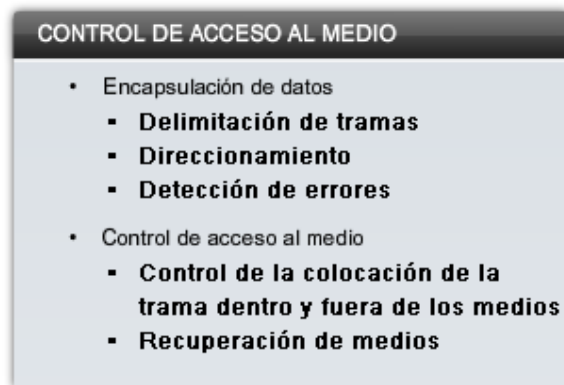 CONTROL DE ACCESO AL MEDIO
• Encapsulación de datos
- Delimitación de tramas
- Direccionamiento
- Detección de errores
• Control de acceso al medio
- Control de la colocación de la
trama dentro y fuera de los medios
- Recuperación de medios